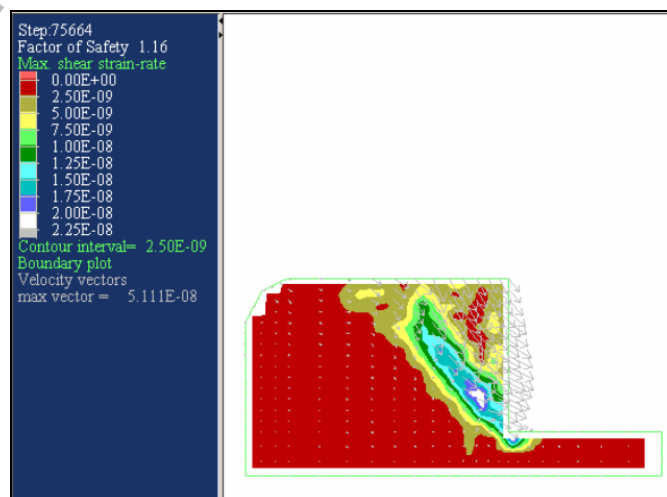 Step:75664
Factor of Safety 1.16
Max. shear strain-rate
0.00E+00
2.50E-09
5.00E-09
7.50E-09
1.00E-08
1.25E-08
1.50E-08
1.75E-08
2.00E-08
2.25E-08
Contour interval= 2.50E-09
Boundary plot
Velocity vectors
max vector = 5.111E-08